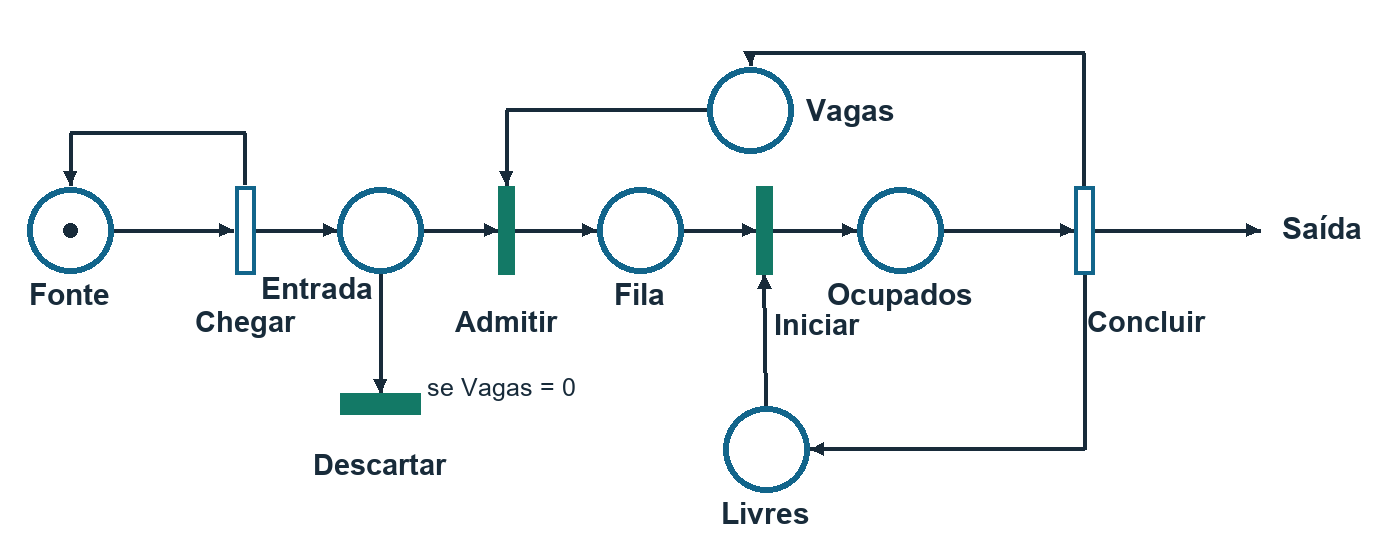 Vagas
Saída
Fonte
Entrada
Fila
Ocupados
Chegar
Admitir
Iniciar
Concluir
se Vagas = 0
Descartar
Livres